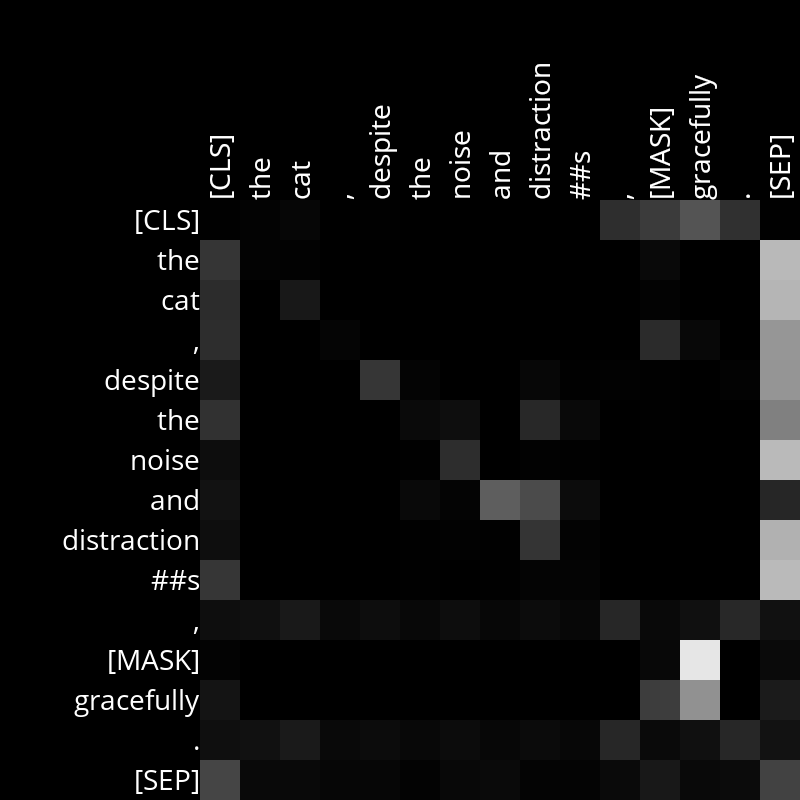 [CLS] the cat , despite the noise and distraction ##s , [MASK] gracefully . [SEP]
[CLS]
the
cat
,
despite
the
noise
and
distraction
##s
,
[MASK]
gracefully
.
[SEP]